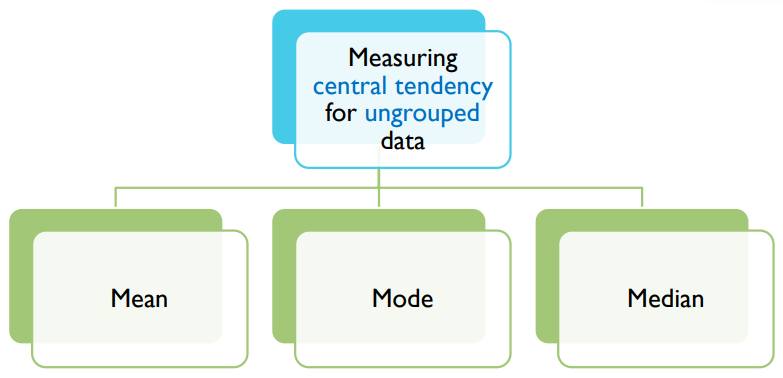 Measuring
central tendency
for ungrouped
data
Mean
Mode
Median